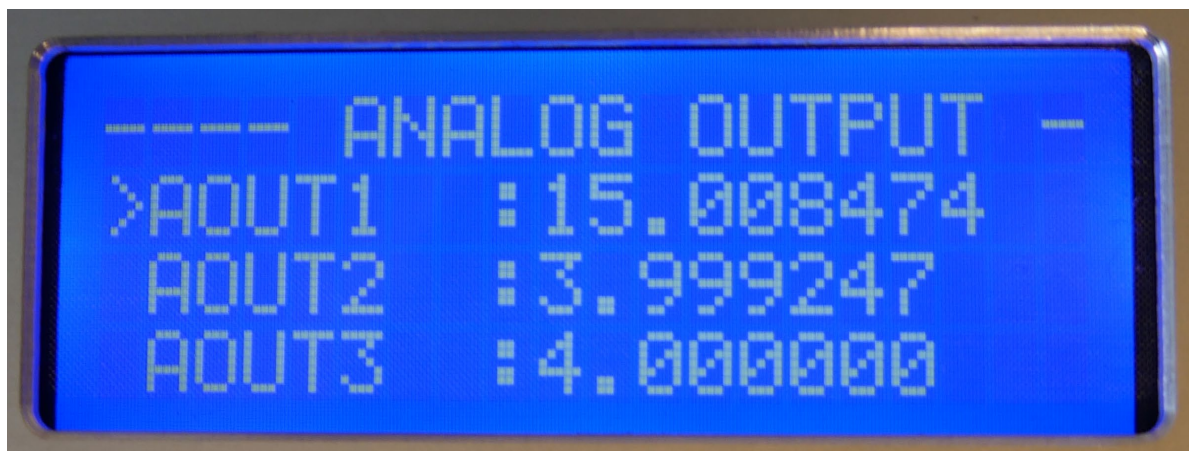 ---- ANALOG OUTPUT -
>AOUT1 :15.008474
AOUT2 :3.999247
AOUT3 :4.000000